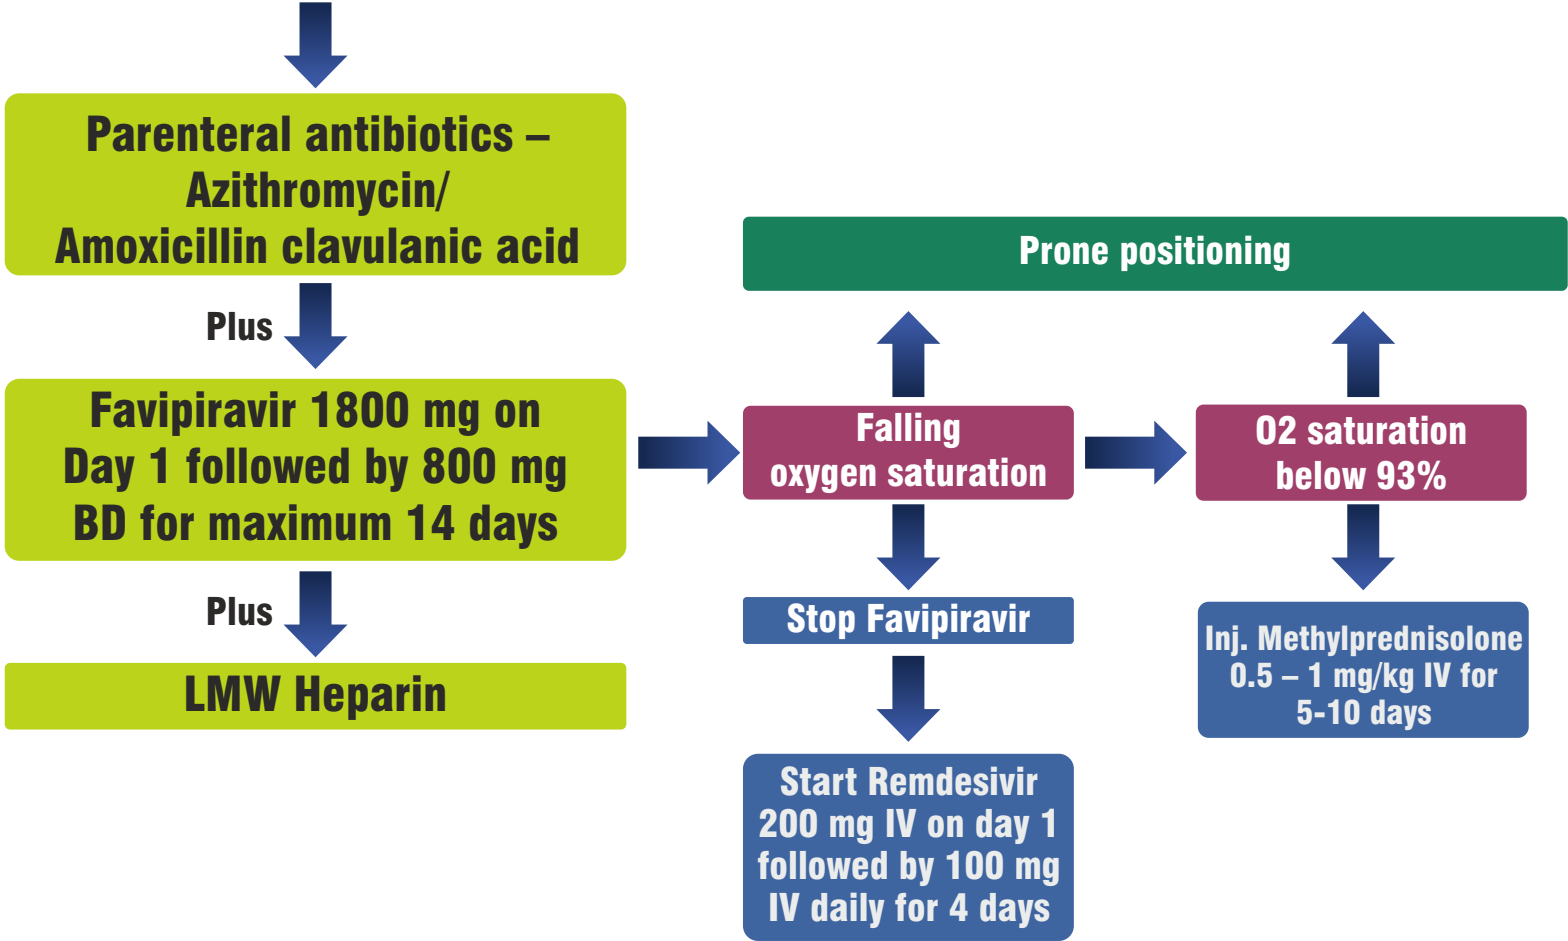 Parenteral antibiotics –
Azithromycin/
Amoxicillin clavulanic acid
Plus
Favipiravir 1800 mg on
Day 1 followed by 800 mg
BD for maximum 14 days
Plus
LMW Heparin
Prone positioning
Falling
oxygen saturation
O2 saturation
below 93%
Stop Favipiravir
Inj. Methylprednisolone
0.5 – 1 mg/kg IV for
5-10 days
Start Remdesivir
200 mg IV on day 1
followed by 100 mg
IV daily for 4 days